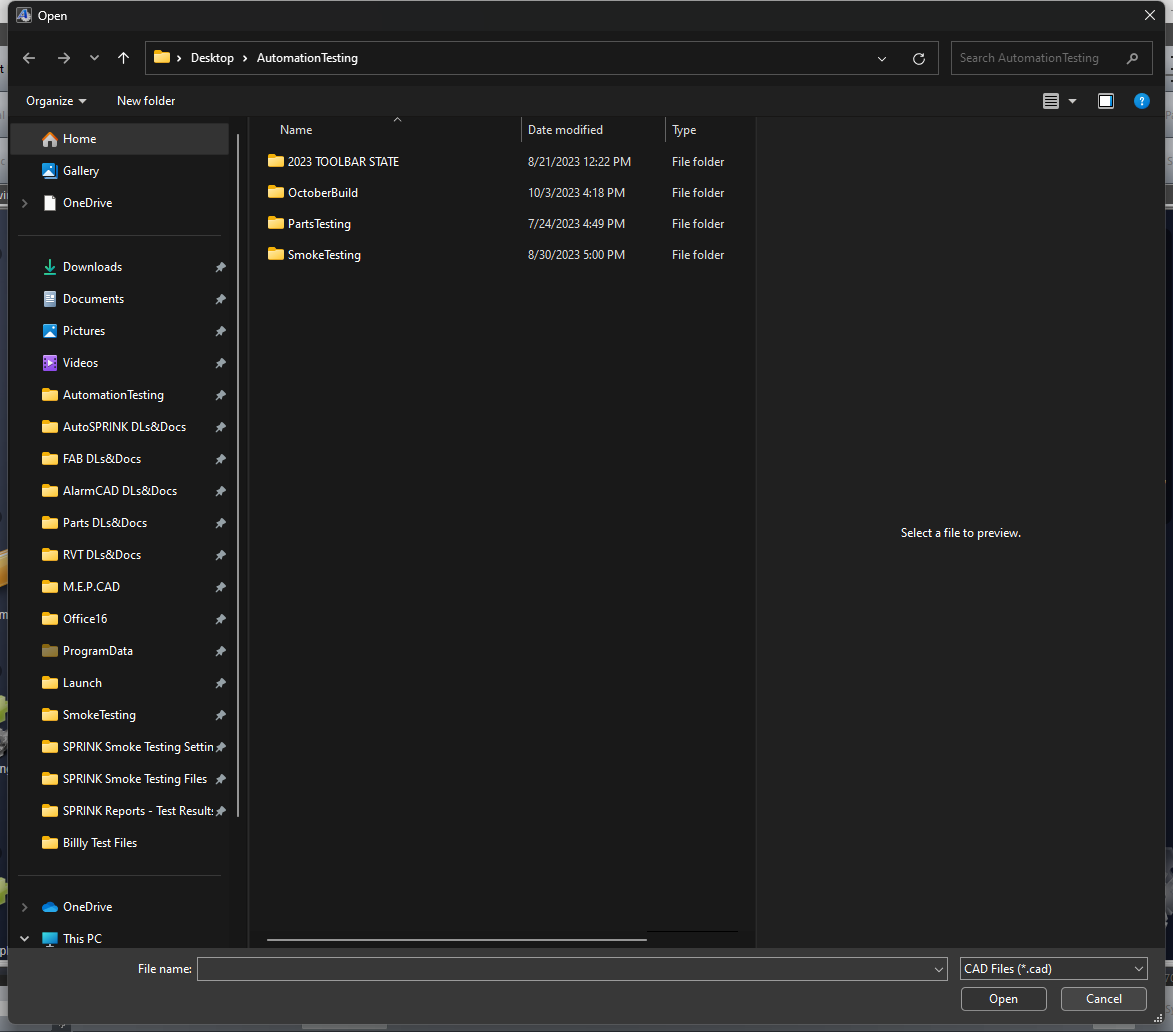 Open
Desktop > AutomationTesting
Search AutomationTesting
Organize
New folder
?
Home
Gallery
OneDrive
Downloads
Documents
Pictures
Videos
AutomationTesting
AutoSPRINK DLs&Docs
FAB DLs&Docs
AlarmCAD DLs&Docs
Parts DLs&Docs
RVT DLs&Docs
M.E.P.CAD
Office16
ProgramData
Launch
SmokeTesting
SPRINK Smoke Testing Settin
SPRINK Smoke Testing Files
SPRINK Reports - Test Results
Billly Test Files
OneDrive
This PC
Name Date modified Type
2023 TOOLBAR STATE 8/21/2023 12:22 PM File folder
OctoberBuild 10/3/2023 4:18 PM File folder
PartsTesting 7/24/2023 4:49 PM File folder
SmokeTesting 8/30/2023 5:00 PM File folder
Select a file to preview.
File name:
CAD Files (*.cad)
Open
Cancel